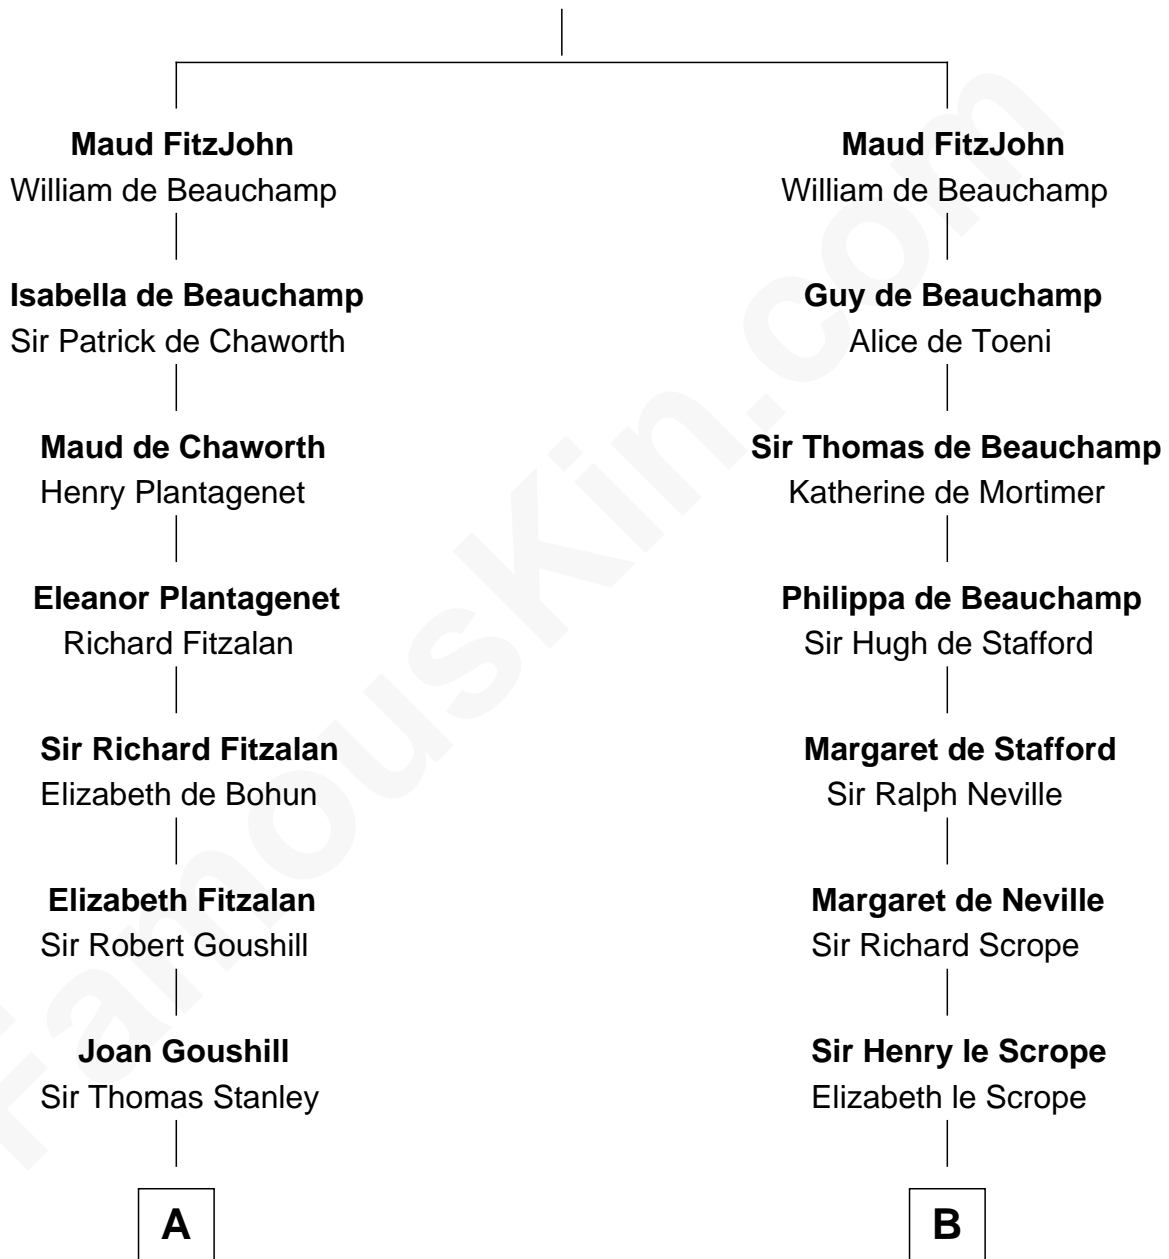 Maud FitzJohn
William de Beauchamp
Isabella de Beauchamp
Sir Patrick de Chaworth
Maud de Chaworth
Henry Plantagenet
Eleanor Plantagenet
Richard Fitzalan
Sir Richard Fitzalan
Elizabeth de Bohun
Elizabeth Fitzalan
Sir Robert Goushill
Joan Goushill
Sir Thomas Stanley
A
Maud FitzJohn
William de Beauchamp
Guy de Beauchamp
Alice de Toeni
Sir Thomas de Beauchamp
Katherine de Mortimer
Philippa de Beauchamp
Sir Hugh de Stafford
Margaret de Stafford
Sir Ralph Neville
Margaret de Neville
Sir Richard Scrope
Sir Henry le Scrope
Elizabeth le Scrope
B
FamousKin.com